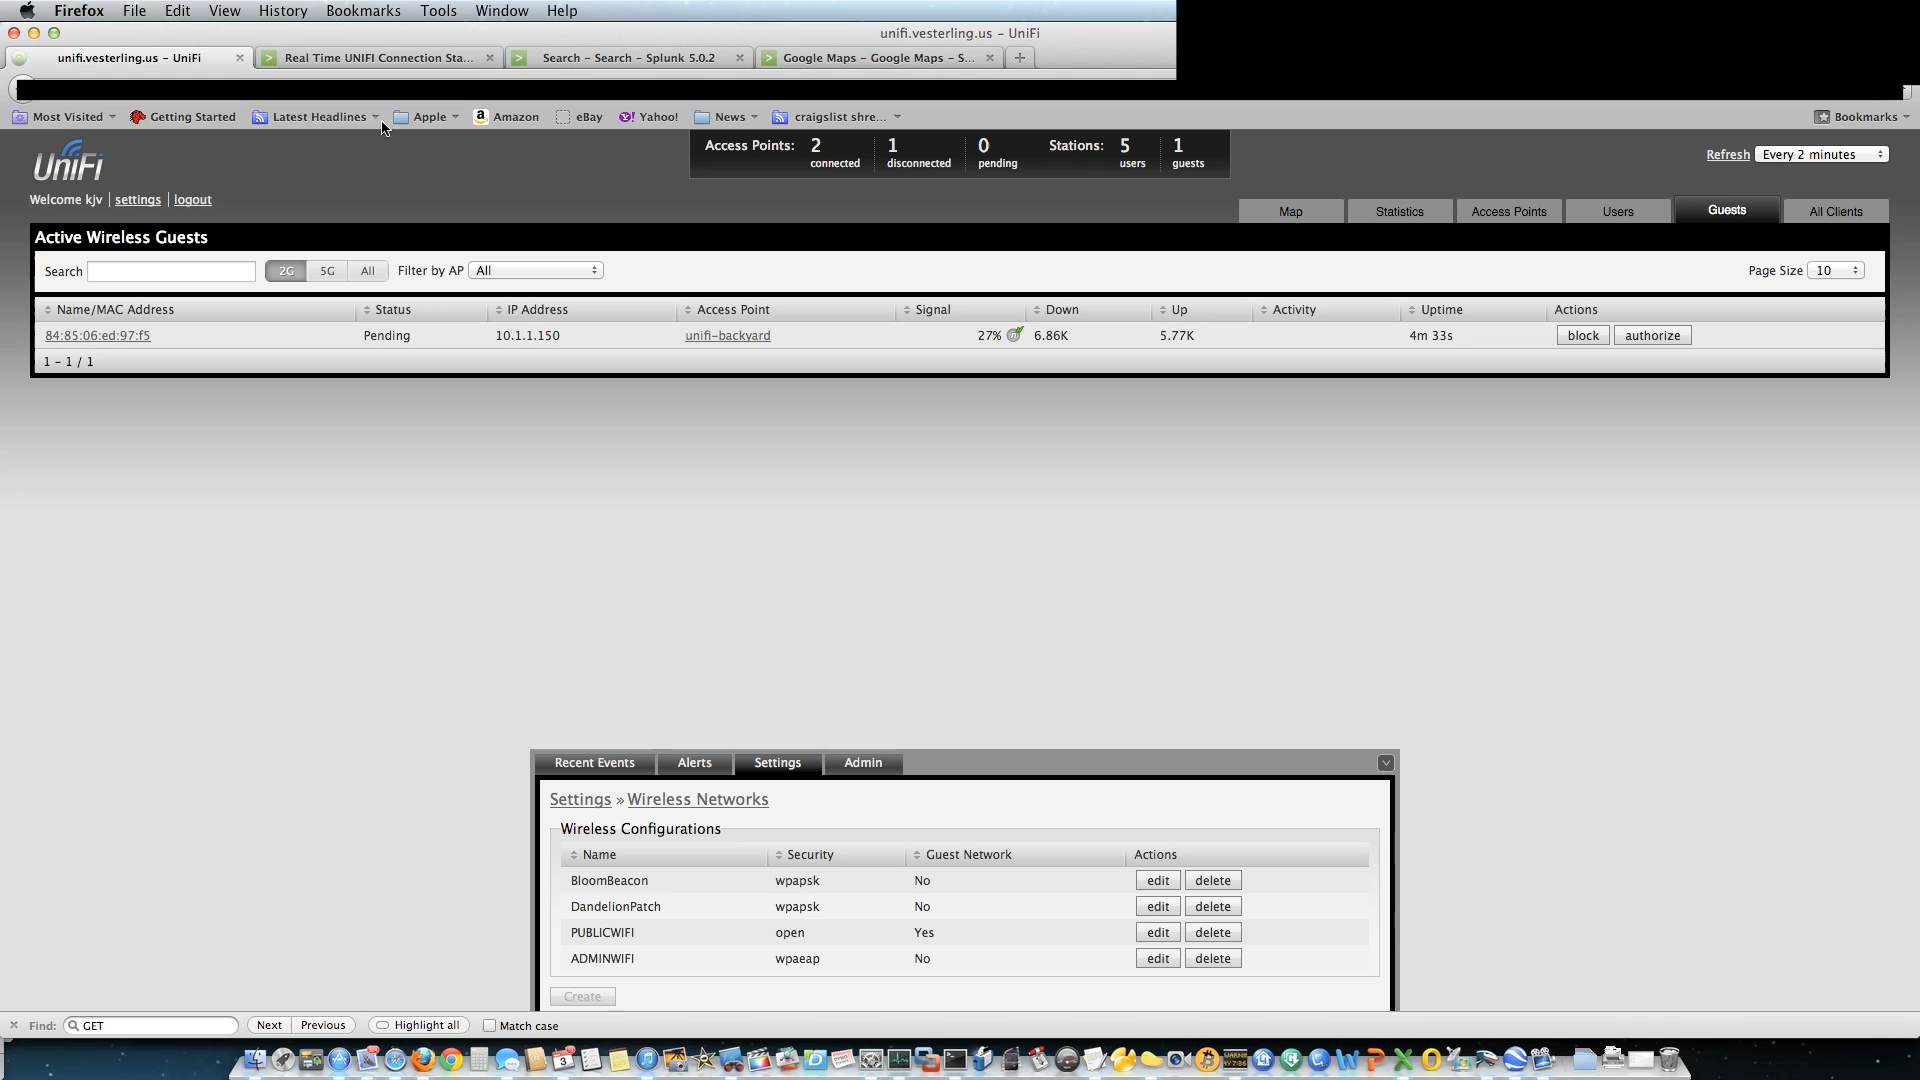 Firefox File Edit View History Bookmarks Tools Window Help
unifi.vesterling.us – UniFi
unifi.vesterling.us – UniFi Real Time UNIFI Connection Sta... Search – Search – Splunk 5.0.2 Google Maps – Google Maps – S...
Most Visited Getting Started Latest Headlines Apple Amazon eBay Yahoo! News craigslist shre... Bookmarks
UniFi
Access Points: 2 connected 1 disconnected 0 pending Stations: 5 users 1 guests
Refresh Every 2 minutes
Welcome kjv settings logout
Map Statistics Access Points Users Guests All Clients
Active Wireless Guests
Search 2G 5G All Filter by AP All Page Size 10
Name/MAC Address Status IP Address Access Point Signal Down Up Activity Uptime Actions
84:85:06:ed:97:f5 Pending 10.1.1.150 unifi-backyard 27% 6.86K 5.77K 4m 33s block authorize
1 - 1 / 1
Recent Events Alerts Settings Admin
Settings » Wireless Networks
Wireless Configurations
Name Security Guest Network Actions
BloomBeacon wpapsk No edit delete
DandelionPatch wpapsk No edit delete
PUBLICWIFI open Yes edit delete
ADMINWIFI wpaeap No edit delete
Create
Find: GET Next Previous Highlight all Match case